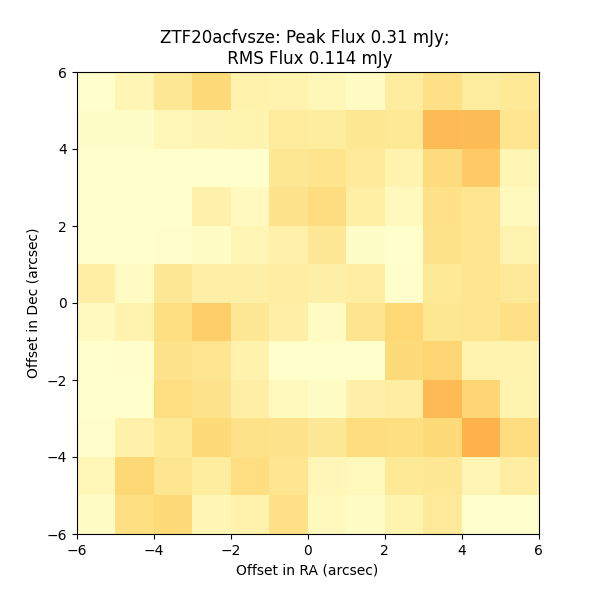 ZTF20acfvsze: Peak Flux 0.31 mJy;
RMS Flux 0.114 mJy
6
4
2
0
−2
−4
−6
Offset in Dec (arcsec)
−6 −4 −2 0 2 4 6
Offset in RA (arcsec)